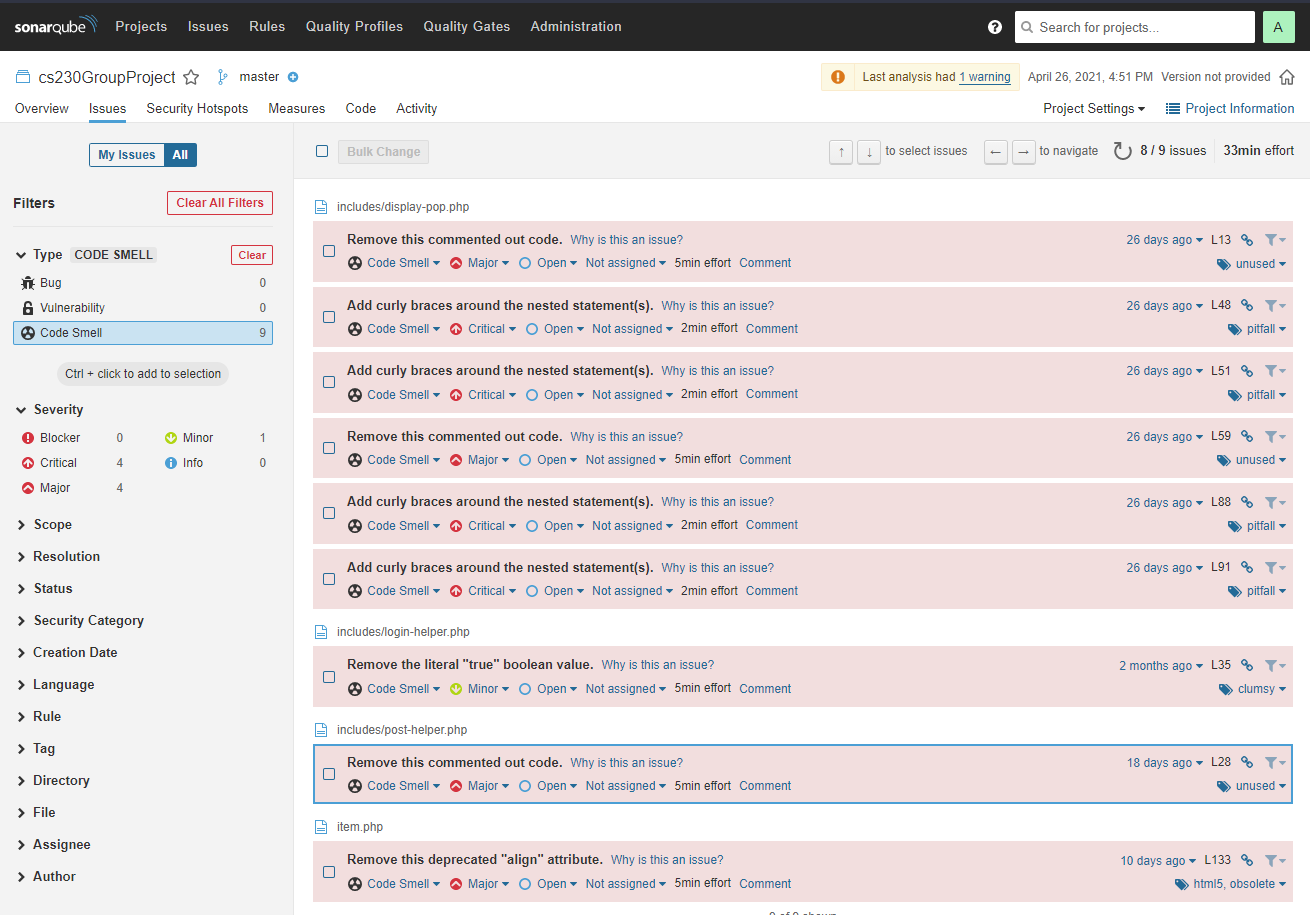 sonarqube Projects Issues Rules Quality Profiles Quality Gates Administration ? Search for projects... A
cs230GroupProject master Last analysis had 1 warning April 26, 2021, 4:51 PM Version not provided
Overview Issues Security Hotspots Measures Code Activity Project Settings Project Information
My Issues All
Bulk Change ↑ ↓ to select issues ← → to navigate 8 / 9 issues 33min effort
Filters Clear All Filters
Type CODE SMELL Clear
Bug 0
Vulnerability 0
Code Smell 9
Ctrl + click to add to selection
Severity
Blocker 0 Minor 1
Critical 4 Info 0
Major 4
Scope
Resolution
Status
Security Category
Creation Date
Language
Rule
Tag
Directory
File
Assignee
Author
includes/display-pop.php
Remove this commented out code. Why is this an issue? 26 days ago L13
Code Smell Major Open Not assigned 5min effort Comment unused
Add curly braces around the nested statement(s). Why is this an issue? 26 days ago L48
Code Smell Critical Open Not assigned 2min effort Comment pitfall
Add curly braces around the nested statement(s). Why is this an issue? 26 days ago L51
Code Smell Critical Open Not assigned 2min effort Comment pitfall
Remove this commented out code. Why is this an issue? 26 days ago L59
Code Smell Major Open Not assigned 5min effort Comment unused
Add curly braces around the nested statement(s). Why is this an issue? 26 days ago L88
Code Smell Critical Open Not assigned 2min effort Comment pitfall
Add curly braces around the nested statement(s). Why is this an issue? 26 days ago L91
Code Smell Critical Open Not assigned 2min effort Comment pitfall
includes/login-helper.php
Remove the literal "true" boolean value. Why is this an issue? 2 months ago L35
Code Smell Minor Open Not assigned 5min effort Comment clumsy
includes/post-helper.php
Remove this commented out code. Why is this an issue? 18 days ago L28
Code Smell Major Open Not assigned 5min effort Comment unused
item.php
Remove this deprecated "align" attribute. Why is this an issue? 10 days ago L133
Code Smell Major Open Not assigned 5min effort Comment html5, obsolete